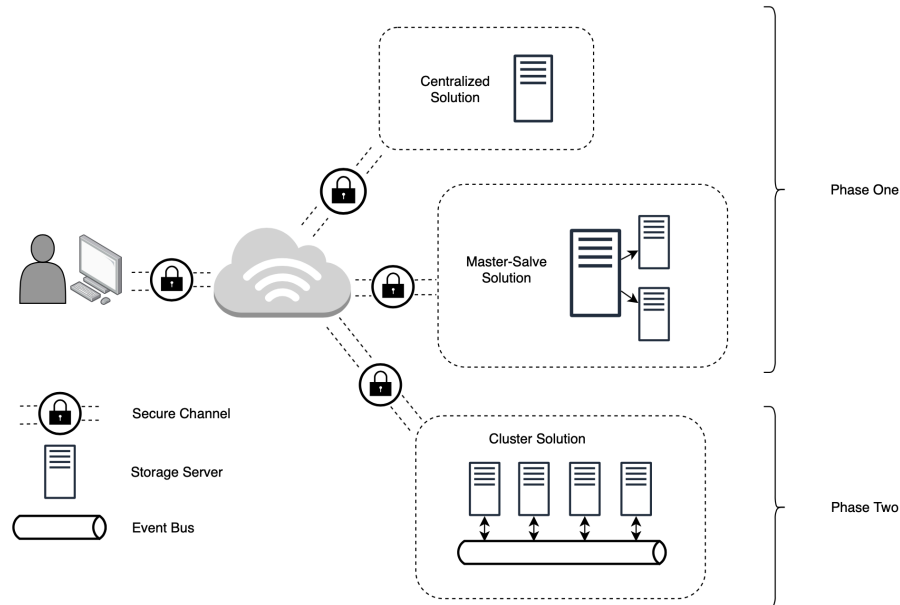 Centralized
Solution
Phase One
Master-Salve
Solution
Secure Channel
Cluster Solution
Storage Server
Phase Two
Event Bus